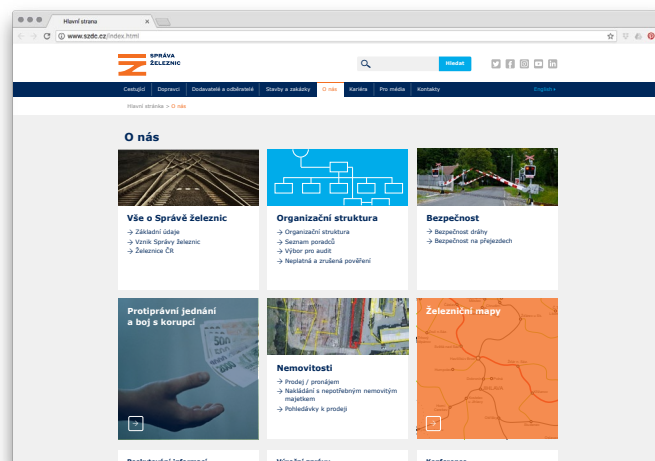 Hlavní strana
www.szdc.cz/index.html
SPRÁVA
ŽELEZNIC
Hledat
Cestující Dopravci Dodavatelé a odběratelé Stavby a zakázky O nás Kariéra Pro média Kontakty English
Hlavní stránka > O nás
O nás
Vše o Správě železnic
→ Základní údaje
→ Vznik Správy železnic
→ Železnice ČR
Organizační struktura
→ Organizační struktura
→ Seznam poradců
→ Výbor pro audit
→ Neplatná a zrušená pověření
Bezpečnost
→ Bezpečnost dráhy
→ Bezpečnost na přejezdech
Protiprávní jednání
a boj s korupcí
Nemovitosti
→ Prodej / pronájem
→ Nakládání s nepotřebným nemovitým
majetkem
→ Pohledávky k prodeji
Železniční mapy
JIHLAVA